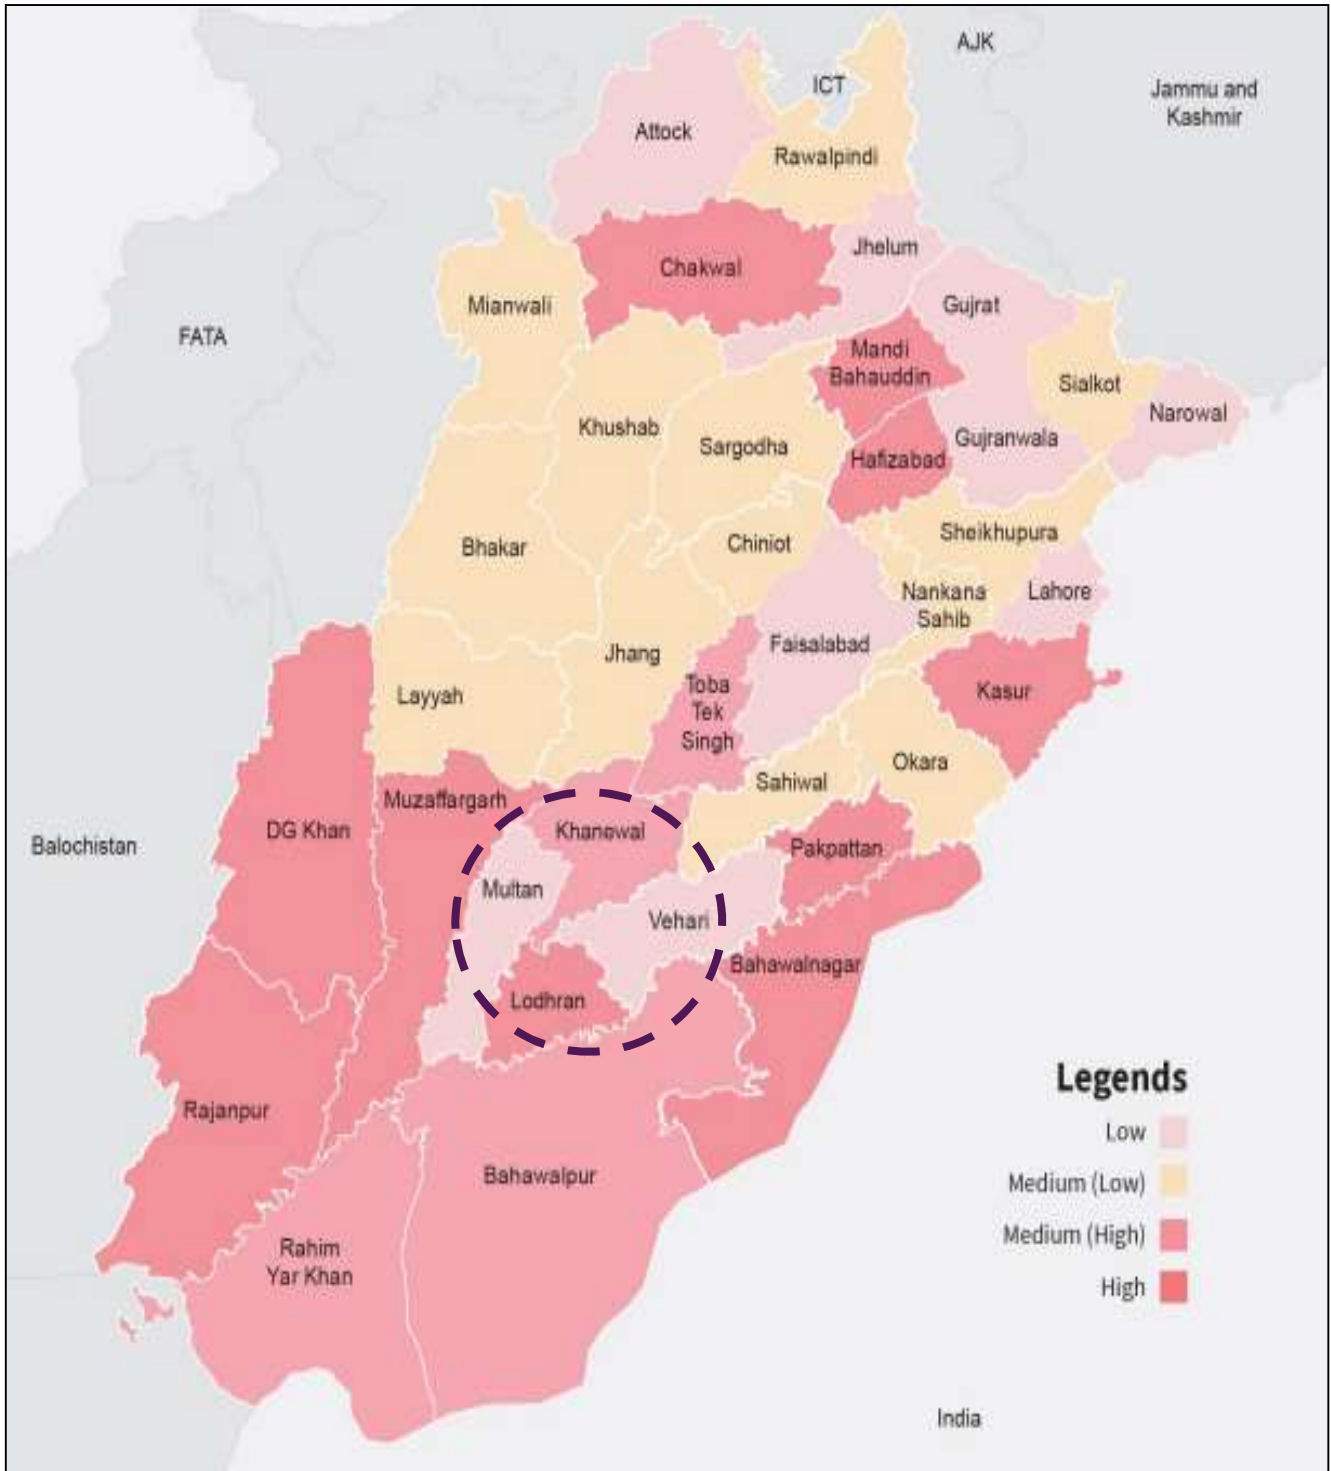 AJK
ICT
Jammu and
Kashmir
Attock
Rawalpindi
Jhelum
Chakwal
Mianwali
Gujrat
FATA
Mandi
Bahauddin
Sialkot
Narowal
Khushab
Sargodha
Gujranwala
Hafizabad
Sheikhupura
Bhakar
Chiniot
Nankana
Sahib
Lahore
Faisalabad
Jhang
Toba
Tek
Singh
Layyah
Kasur
Okara
Sahiwal
Muzaffargarh
DG Khan
Khanewal
Balochistan
Pakpattan
Multan
Vehari
Bahawalnagar
Lodhran
Rajanpur
Bahawalpur
Rahim
Yar Khan
Legends
Low
Medium (Low)
Medium (High)
High
India